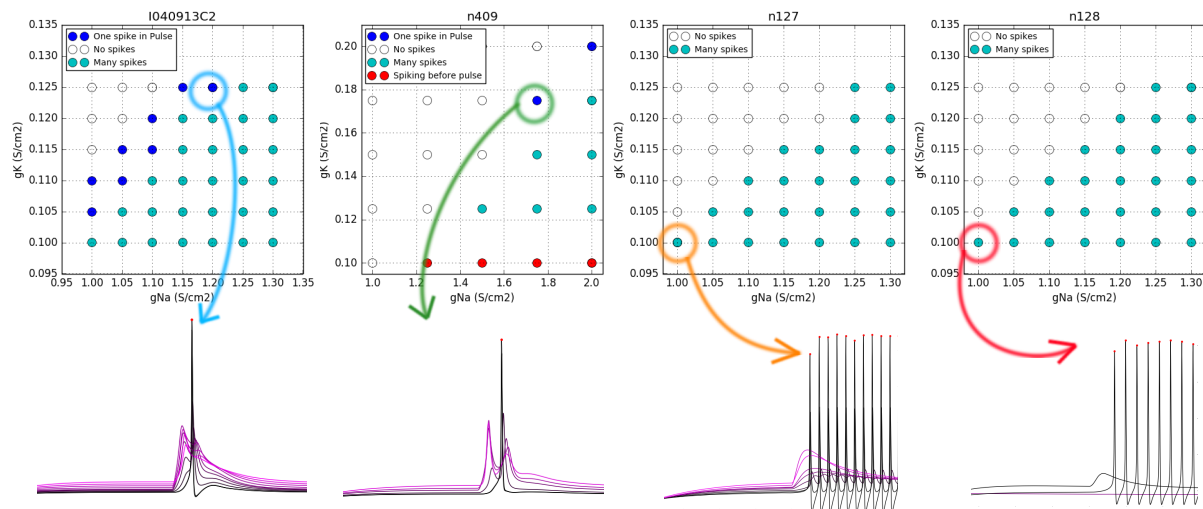 I040913C2
One spike in Pulse
No spikes
Many spikes
gK (S/cm2)
0.135
0.130
0.125
0.120
0.115
0.110
0.105
0.100
0.095
1.00 1.05 1.10 1.15 1.20 1.25 1.30 1.35
gNa (S/cm2)
n409
One spike in Pulse
No spikes
Many spikes
Spiking before pulse
gK (S/cm2)
0.20
0.18
0.16
0.14
0.12
0.10
1.0 1.2 1.4 1.6 1.8 2.0
gNa (S/cm2)
n127
No spikes
Many spikes
gK (S/cm2)
0.135
0.130
0.125
0.120
0.115
0.110
0.105
0.100
0.095
1.00 1.05 1.10 1.15 1.20 1.25 1.30
gNa (S/cm2)
n128
No spikes
Many spikes
gK (S/cm2)
0.135
0.130
0.125
0.120
0.115
0.110
0.105
0.100
0.095
1.00 1.05 1.10 1.15 1.20 1.25 1.30
gNa (S/cm2)